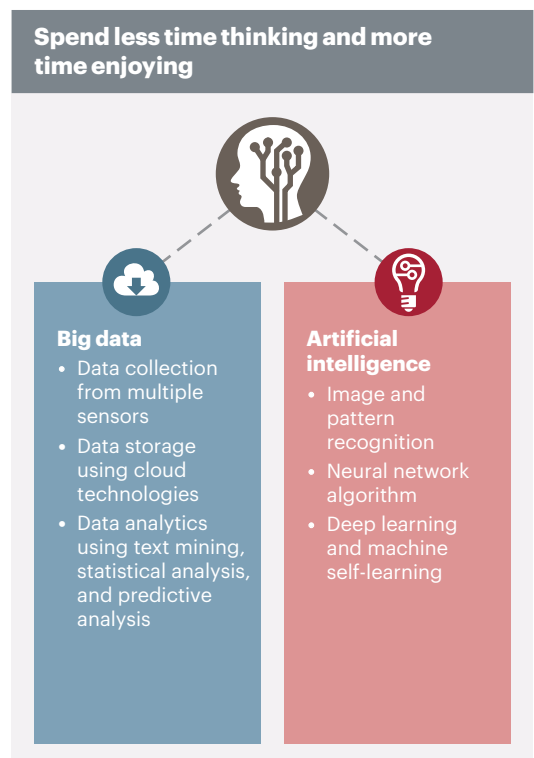 Spend less time thinking and more
time enjoying
Big data
• Data collection
from multiple
sensors
• Data storage
using cloud
technologies
• Data analytics
using text mining,
statistical analysis,
and predictive
analysis
Artificial
intelligence
• Image and
pattern
recognition
• Neural network
algorithm
• Deep learning
and machine
self-learning